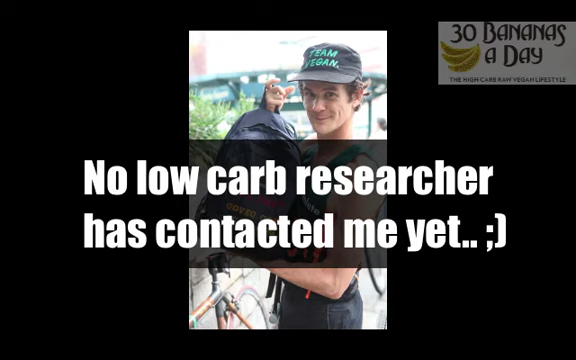 30 BANANAS
A DAY
THE HIGH CARB RAW VEGAN LIFESTYLE
TEAM
VEGAN.
No low carb researcher
has contacted me yet.. ;)